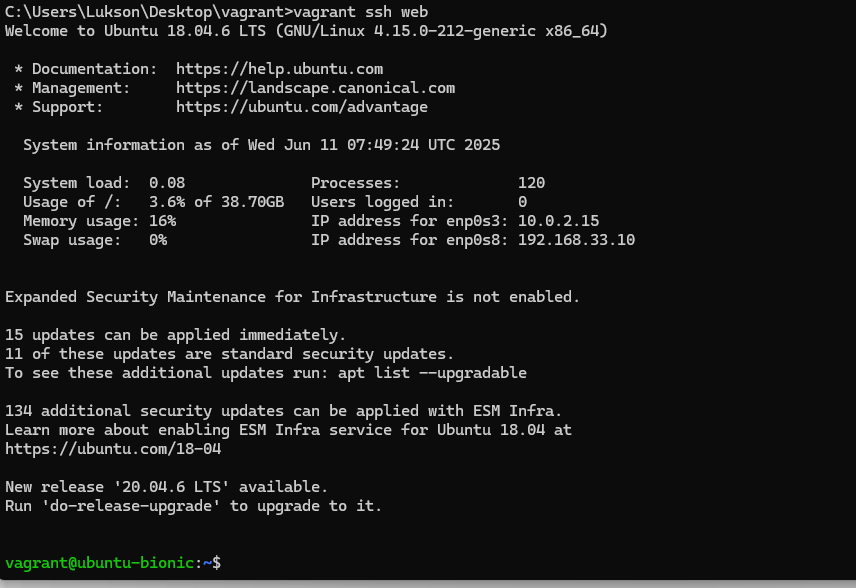 C:\Users\Lukson\Desktop\vagrant>vagrant ssh web
Welcome to Ubuntu 18.04.6 LTS (GNU/Linux 4.15.0-212-generic x86_64)
* Documentation:  https://help.ubuntu.com
* Management:     https://landscape.canonical.com
* Support:        https://ubuntu.com/advantage
System information as of Wed Jun 11 07:49:24 UTC 2025
System load:  0.08              Processes:             120
Usage of /:   3.6% of 38.70GB   Users logged in:       0
Memory usage: 16%               IP address for enp0s3: 10.0.2.15
Swap usage:   0%                IP address for enp0s8: 192.168.33.10
Expanded Security Maintenance for Infrastructure is not enabled.
15 updates can be applied immediately.
11 of these updates are standard security updates.
To see these additional updates run: apt list --upgradable
134 additional security updates can be applied with ESM Infra.
Learn more about enabling ESM Infra service for Ubuntu 18.04 at
https://ubuntu.com/18-04
New release '20.04.6 LTS' available.
Run 'do-release-upgrade' to upgrade to it.
vagrant@ubuntu-bionic:~$